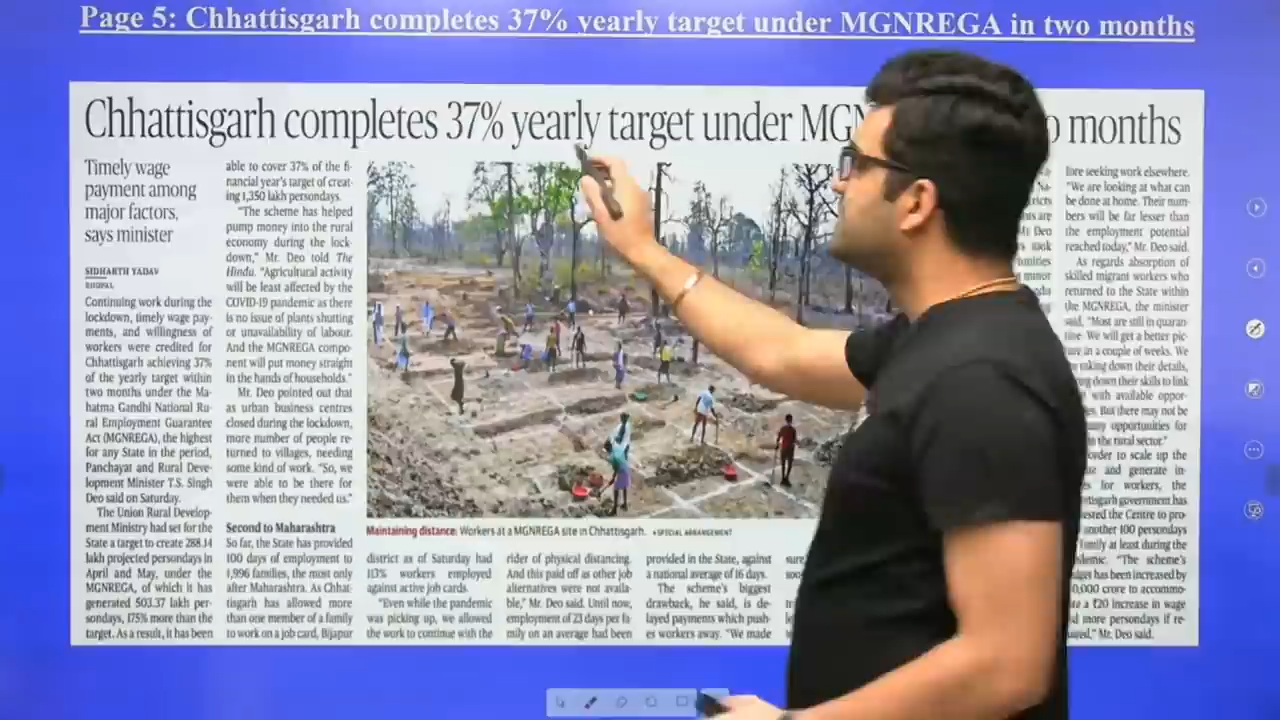 Page 5: Chhattisgarh completes 37% yearly target under MGNREGA in two months
Chhattisgarh completes 37% yearly target under MGN o months
Timely wage
payment among
major factors,
says minister
SIDHARTH YADAV
BHOPAL
Continuing work during the
lockdown, timely wage pay-
ments, and willingness of
workers were credited for
Chhattisgarh achieving 37%
of the yearly target within
two months under the Ma-
hatma Gandhi National Ru-
ral Employment Guarantee
Act (MGNREGA), the highest
for any State in the period,
Panchayat and Rural Deve-
lopment Minister T.S. Singh
Deo said on Saturday.
The Union Rural Develop-
ment Ministry had set for the
State a target to create 288.14
lakh projected persondays in
April and May, under the
MGNREGA, of which it has
generated 503.37 lakh per-
sondays, 175% more than the
target. As a result, it has been
able to cover 37% of the fi-
nancial year's target of creat-
ing 1,350 lakh persondays.
"The scheme has helped
pump money into the rural
economy during the lock-
down," Mr. Deo told The
Hindu. "Agricultural activity
will be least affected by the
COVID-19 pandemic as there
is no issue of plants shutting
or unavailability of labour.
And the MGNREGA compo-
nent will put money straight
in the hands of households."
Mr. Deo pointed out that
as urban business centres
closed during the lockdown,
more number of people re-
turned to villages, needing
some kind of work. "So, we
were able to be there for
them when they needed us."
Second to Maharashtra
So far, the State has provided
100 days of employment to
1,996 families, the most only
after Maharashtra. As Chhat-
tisgarh has allowed more
than one member of a family
to work on a job card, Bijapur
Maintaining distance: Workers at a MGNREGA site in Chhattisgarh. •SPECIAL ARRANGEMENT
district as of Saturday had
113% workers employed
against active job cards.
"Even while the pandemic
was picking up, we allowed
the work to continue with the
rider of physical distancing.
And this paid off as other job
alternatives were not availa-
ble," Mr. Deo said. Until now,
employment of 23 days per fa-
mily on an average had been
provided in the State, against
a national average of 16 days.
The scheme's biggest
drawback, he said, is de-
layed payments which push-
es workers away. "We made
sure
soo
fore seeking work elsewhere.
"We are looking at what can
be done at home. Their num-
bers will be far lesser than
the employment potential
reached today," Mr. Deo said.
As regards absorption of
skilled migrant workers who
returned to the State within
the MGNREGA, the minister
said, "Most are still in quaran-
tine. We will get a better pic-
ture in a couple of weeks. We
taking down their details,
down their skills to link
with available oppor-
But there may not be
opportunities for
in the rural sector."
order to scale up the
and generate in-
for workers, the
government has
the Centre to pro-
another 100 persondays
family at least during the
"The scheme's
has been increased by
crore to accommo-
a ₹20 increase in wage
more persondays if re-
Mr. Deo said.